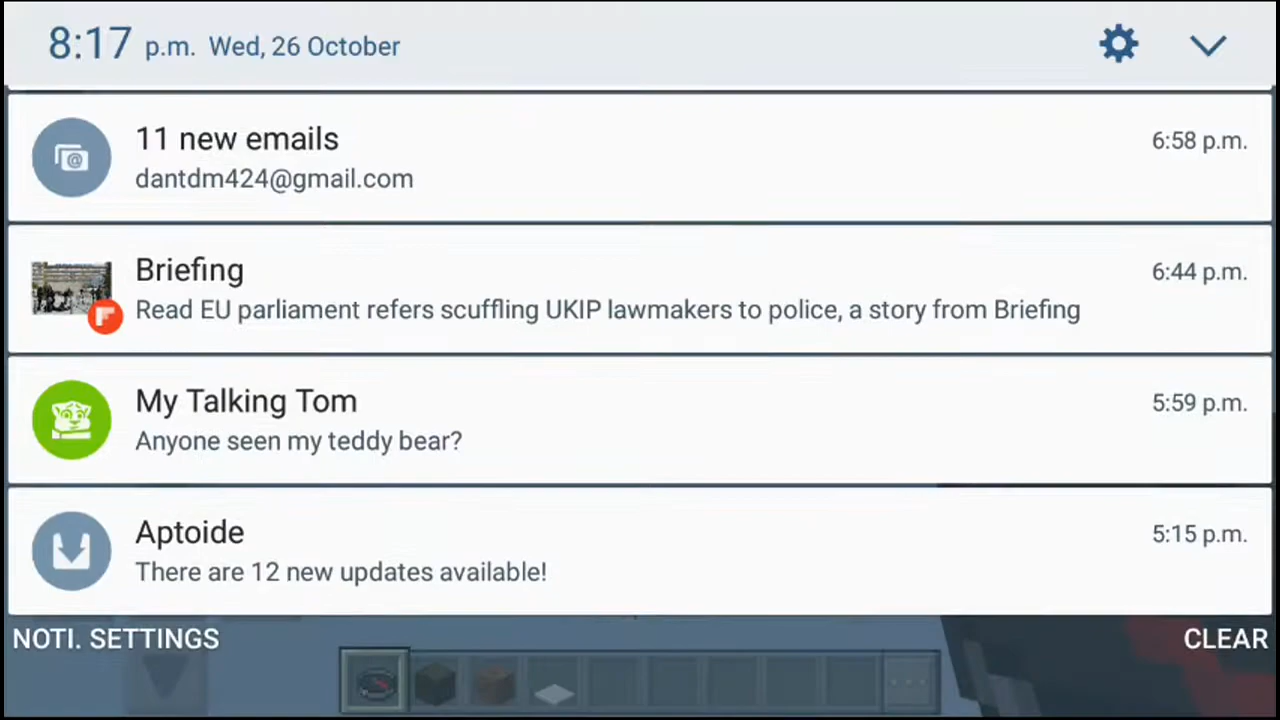 8:17 p.m. Wed, 26 October
11 new emails 6:58 p.m.
dantdm424@gmail.com
Briefing 6:44 p.m.
Read EU parliament refers scuffling UKIP lawmakers to police, a story from Briefing
My Talking Tom 5:59 p.m.
Anyone seen my teddy bear?
Aptoide 5:15 p.m.
There are 12 new updates available!
NOTI. SETTINGS CLEAR